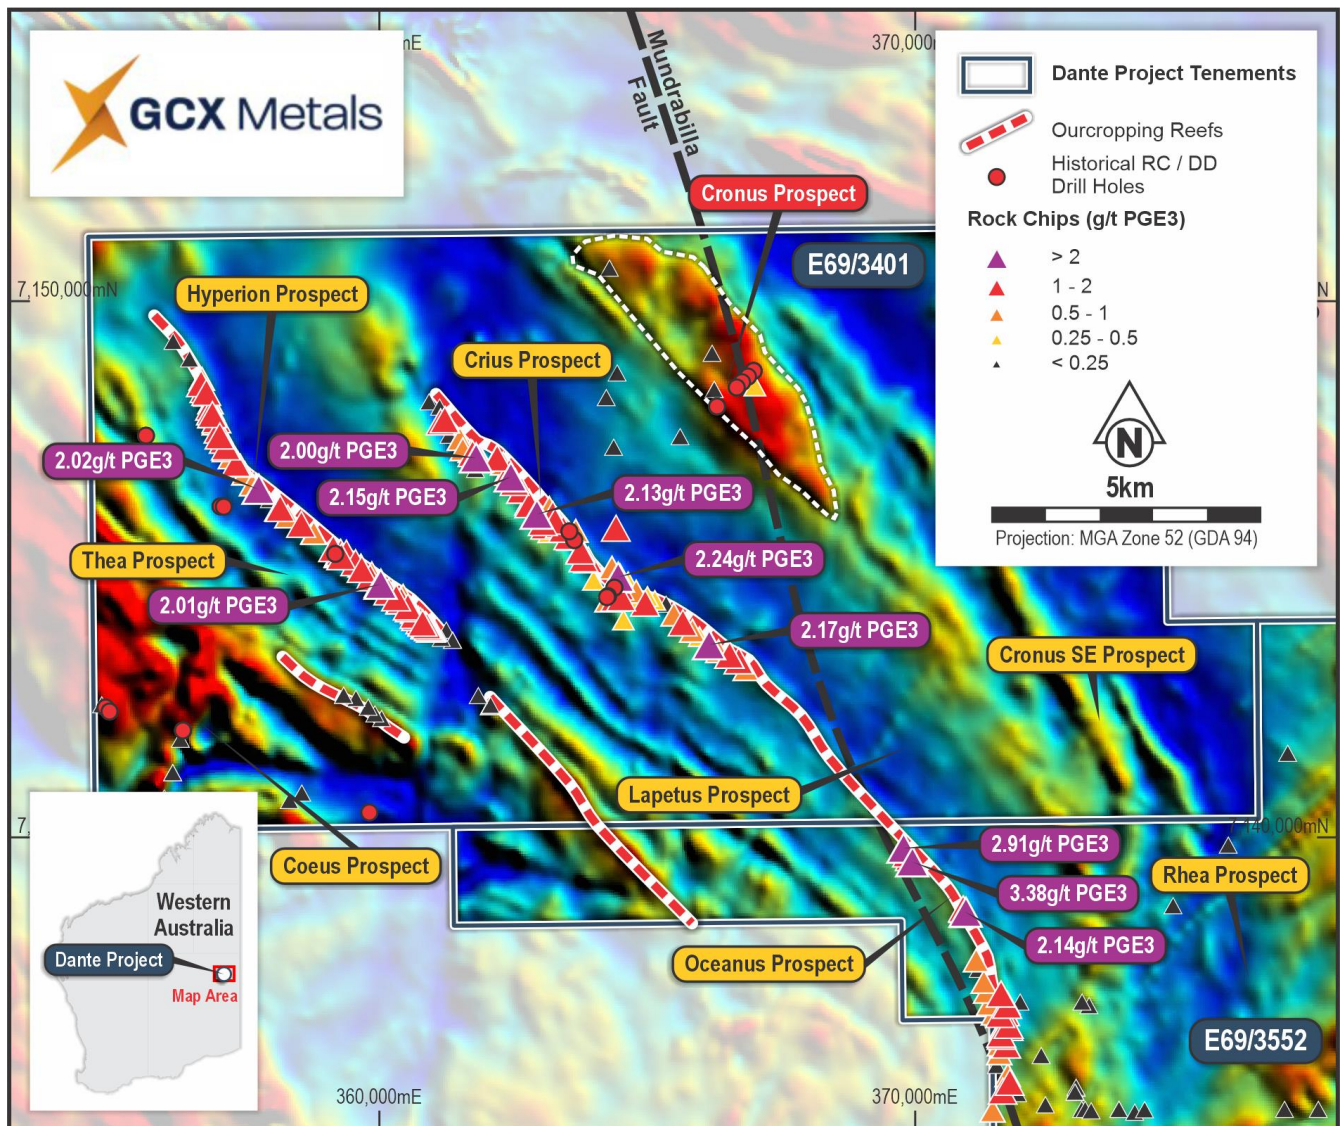 GCX Metals
mE
370,000
Mundrabilla
Fault
Dante Project Tenements
Ourcropping Reefs
Historical RC / DD
Drill Holes
Rock Chips (g/t PGE3)
> 2
1 - 2
0.5 - 1
0.25 - 0.5
< 0.25
N
5km
Projection: MGA Zone 52 (GDA 94)
Cronus Prospect
E69/3401
7,150,000mN
N
Hyperion Prospect
Crius Prospect
2.02g/t PGE3
2.00g/t PGE3
2.15g/t PGE3
2.13g/t PGE3
Thea Prospect
2.24g/t PGE3
2.01g/t PGE3
2.17g/t PGE3
Cronus SE Prospect
Lapetus Prospect
7,
7,140,000mN
Coeus Prospect
2.91g/t PGE3
Rhea Prospect
3.38g/t PGE3
2.14g/t PGE3
Oceanus Prospect
Western
Australia
Dante Project
Map Area
E69/3552
360,000mE
370,000mE